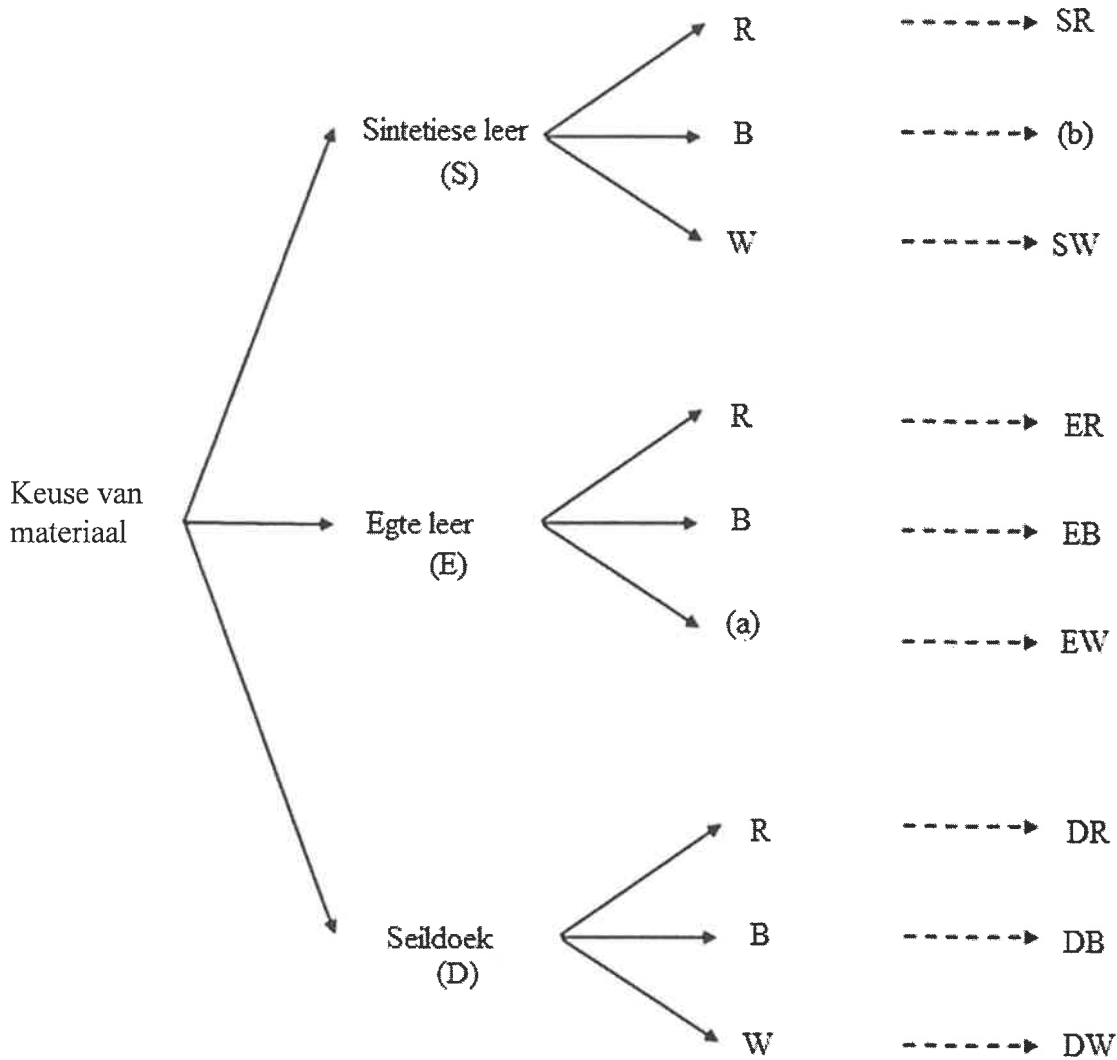 R SR
Sintetiese leer B (b)
(S)
W SW
R ER
Keuse van
materiaal
Egte leer B EB
(E)
(a) EW
R DR
Seildoek B DB
(D)
W DW